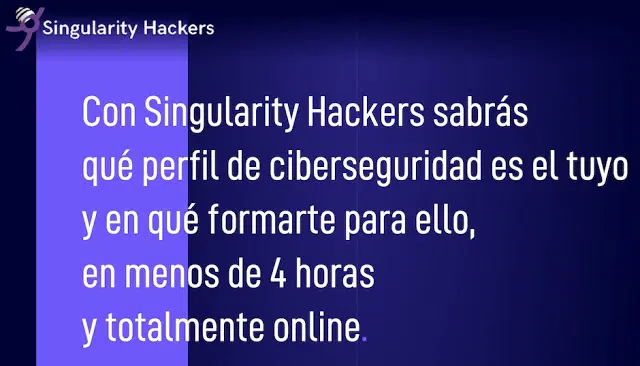 Singularity Hackers
Con Singularity Hackers sabrás
qué perfil de ciberseguridad es el tuyo
y en qué formarte para ello,
en menos de 4 horas
y totalmente online.